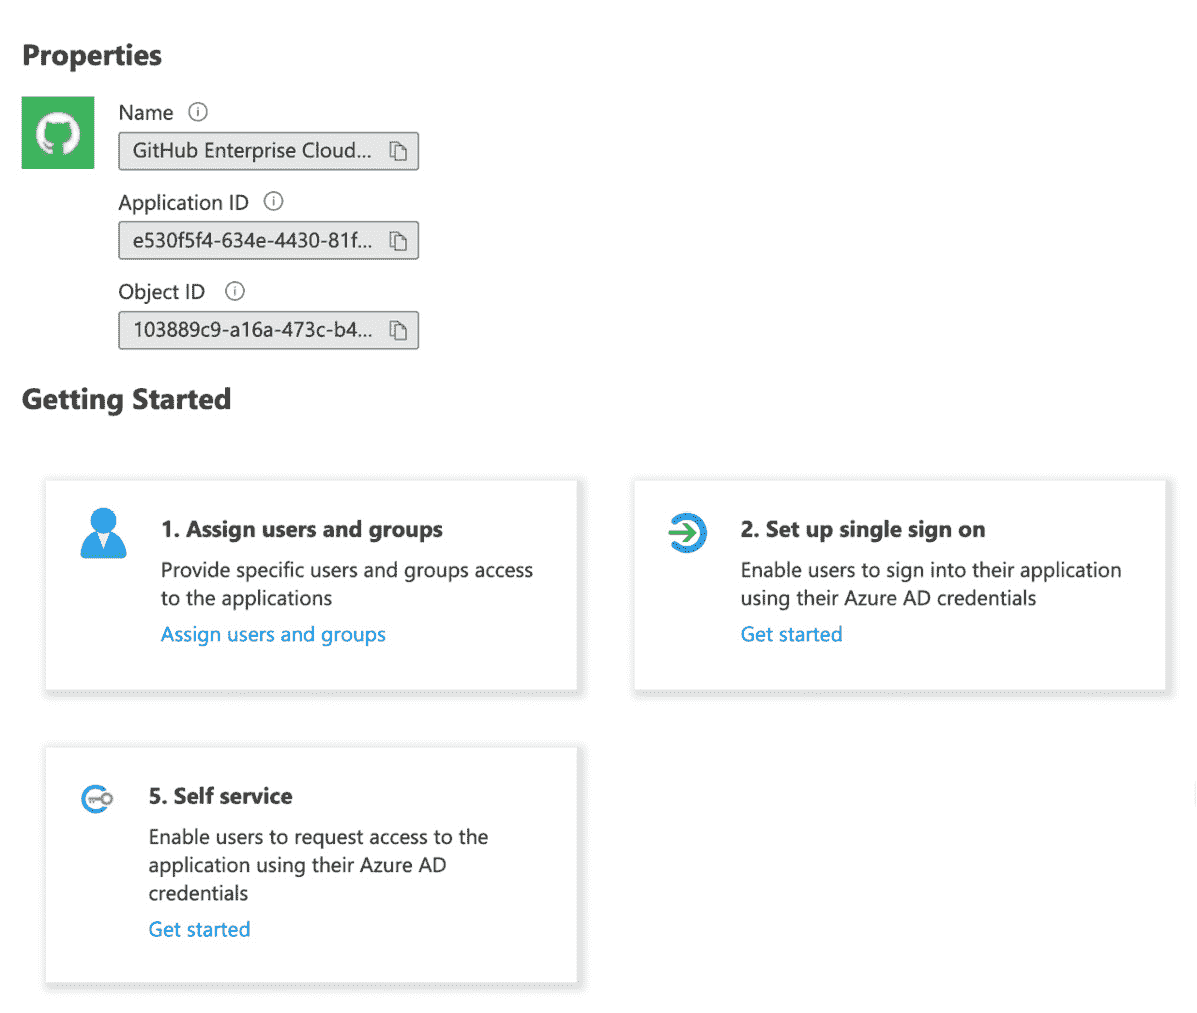 Properties
Name
GitHub Enterprise Cloud...
Application ID
e530f5f4-634e-4430-81f...
Object ID
103889c9-a16a-473c-b4...
Getting Started
1. Assign users and groups
Provide specific users and groups access
to the applications
Assign users and groups
2. Set up single sign on
Enable users to sign into their application
using their Azure AD credentials
Get started
5. Self service
Enable users to request access to the
application using their Azure AD
credentials
Get started